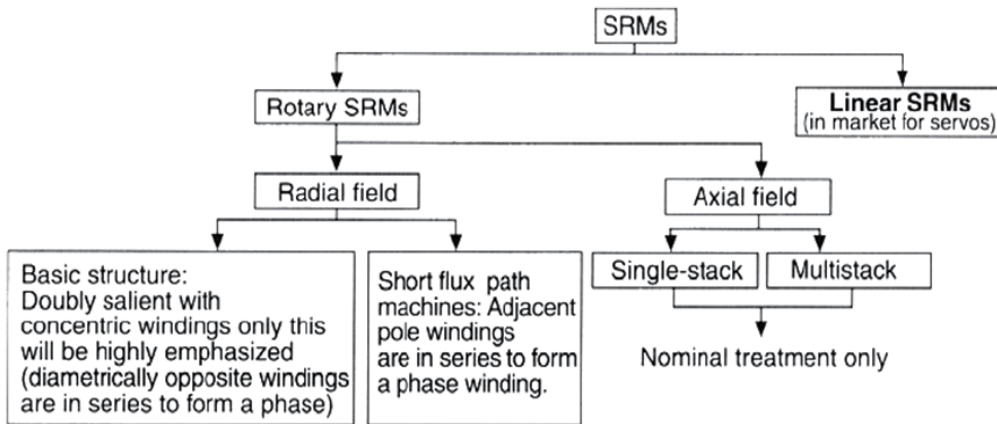 SRMs
Rotary SRMs
Linear SRMs
(in market for servos)
Radial field
Axial field
Basic structure:
Doubly salient with
concentric windings only this
will be highly emphasized
(diametrically opposite windings
are in series to form a phase)
Short flux path
machines: Adjacent
pole windings
are in series to form
a phase winding.
Single-stack
Multistack
Nominal treatment only